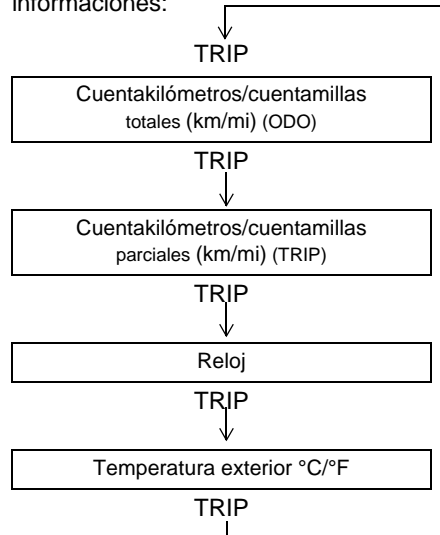 informaciones:
TRIP
Cuentakilómetros/cuentamillas
totales (km/mi) (ODO)
TRIP
Cuentakilómetros/cuentamillas
parciales (km/mi) (TRIP)
TRIP
Reloj
TRIP
Temperatura exterior °C/°F
TRIP